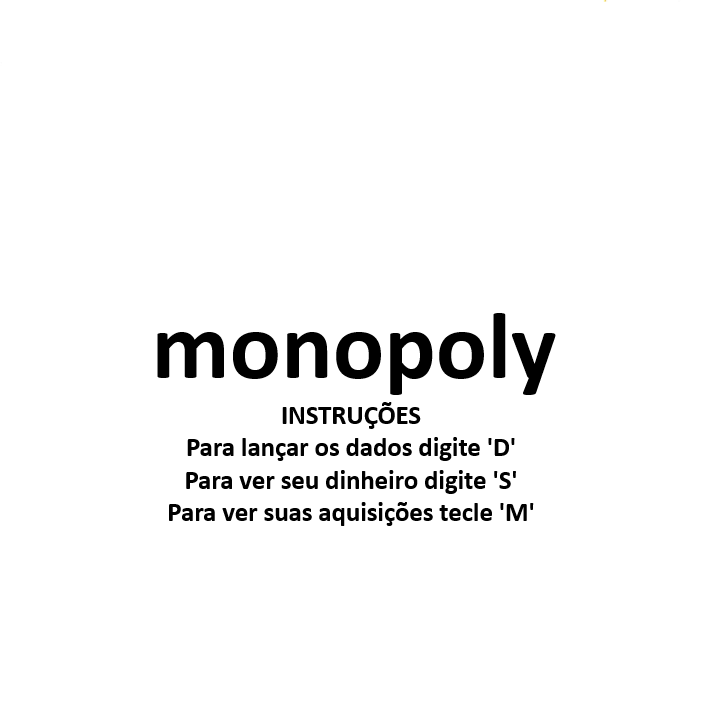 monopoly
INSTRUÇÕES
Para lançar os dados digite 'D'
Para ver seu dinheiro digite 'S'
Para ver suas aquisições tecle 'M'